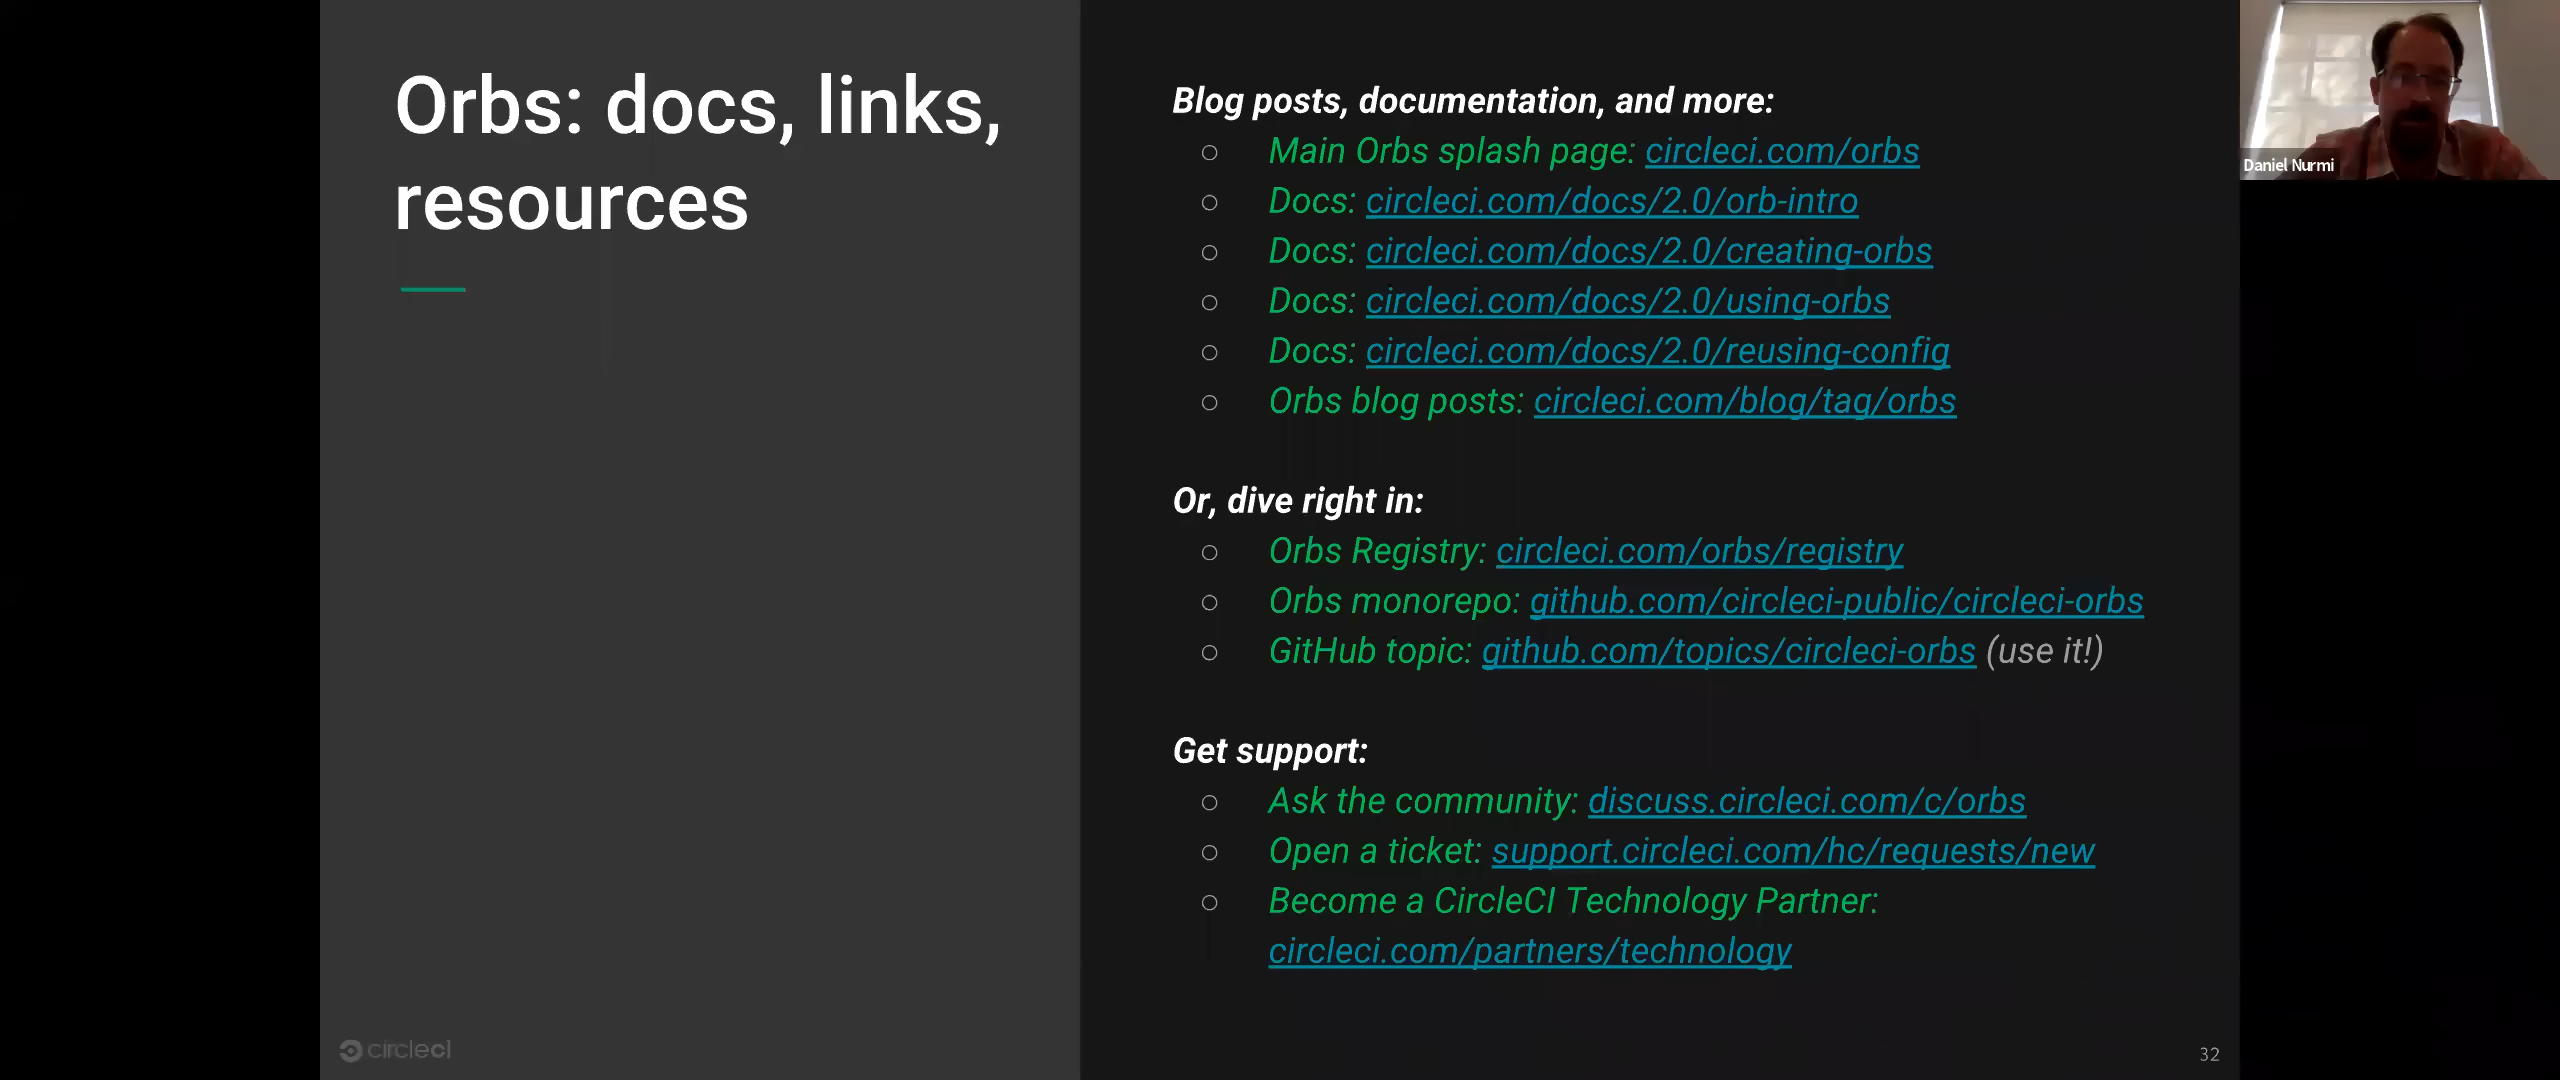 Orbs: docs, links,
resources
Blog posts, documentation, and more:
Main Orbs splash page: circleci.com/orbs
Docs: circleci.com/docs/2.0/orb-intro
Docs: circleci.com/docs/2.0/creating-orbs
Docs: circleci.com/docs/2.0/using-orbs
Docs: circleci.com/docs/2.0/reusing-config
Orbs blog posts: circleci.com/blog/tag/orbs
Or, dive right in:
Orbs Registry: circleci.com/orbs/registry
Orbs monorepo: github.com/circleci-public/circleci-orbs
GitHub topic: github.com/topics/circleci-orbs (use it!)
Get support:
Ask the community: discuss.circleci.com/c/orbs
Open a ticket: support.circleci.com/hc/requests/new
Become a CircleCI Technology Partner:
circleci.com/partners/technology
circleci
32
Daniel Nurmi